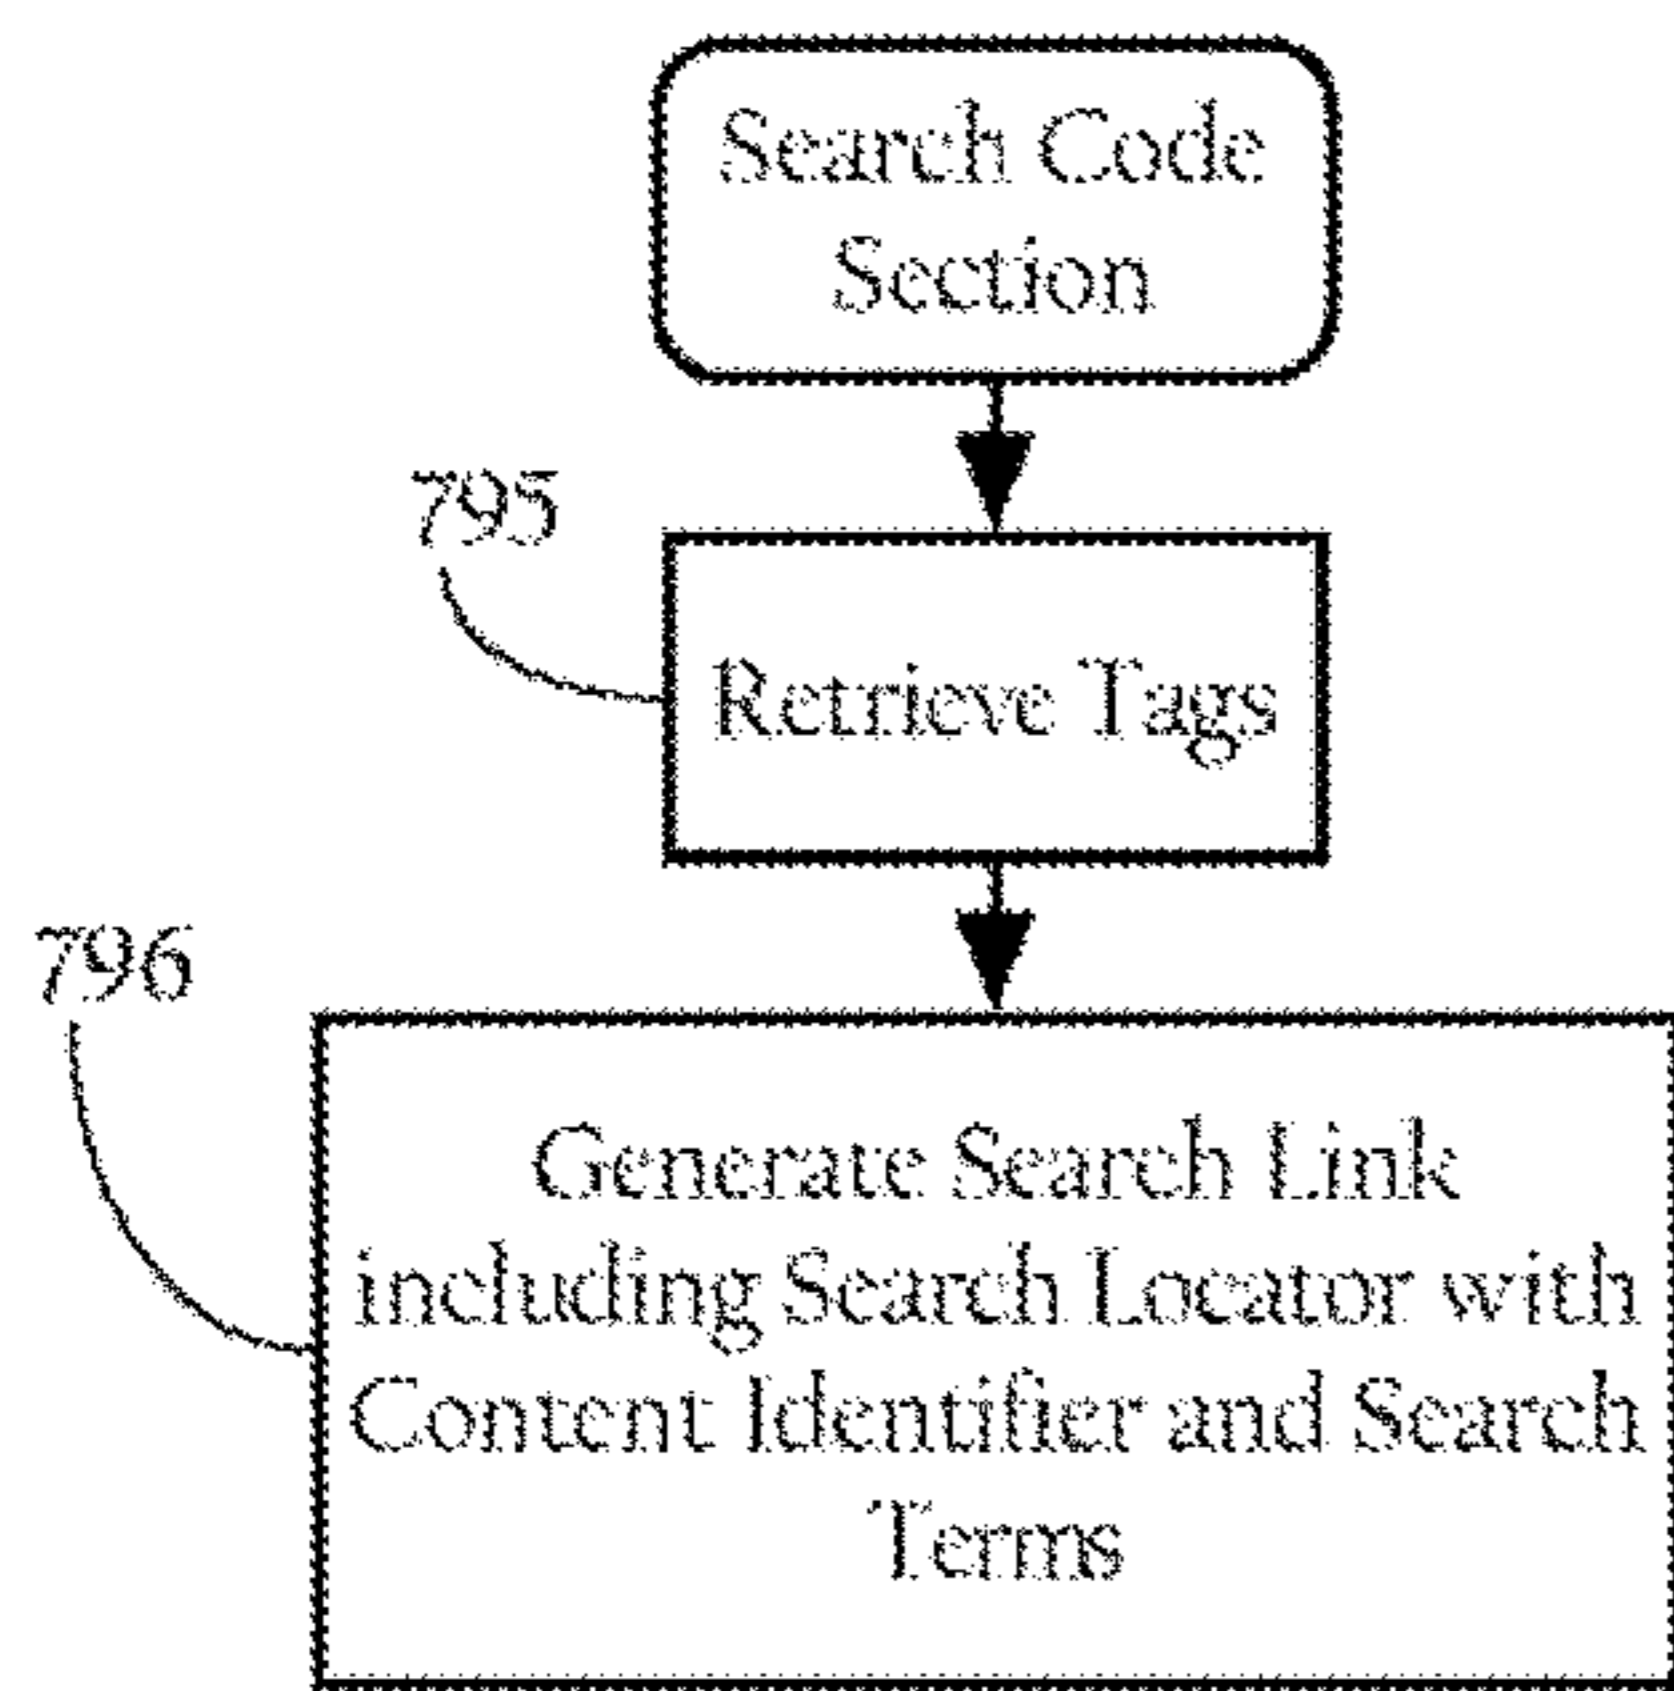 Search Code
Section
795
Retrieve Tags
796
Generate Search Link
including Search Locator with
Content Identifier and Search
Terms